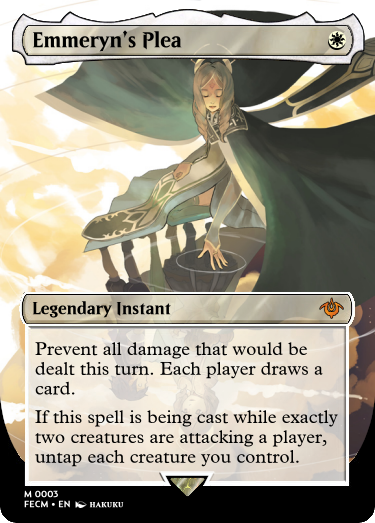 Emmeryn's Plea
Legendary Instant
Prevent all damage that would be
dealt this turn. Each player draws a
card.
If this spell is being cast while exactly
two creatures are attacking a player,
untap each creature you control.
M 0003
FECM • EN HAKUKU